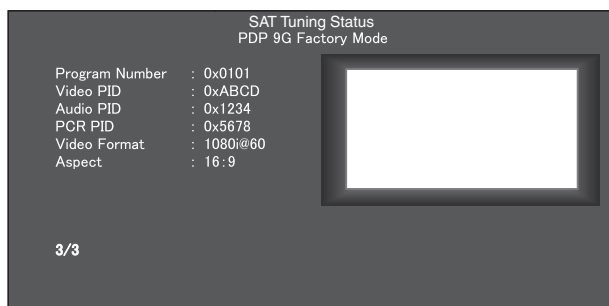 SAT Tuning Status
PDP 9G Factory Mode
Program Number : 0x0101
Video PID : 0xABCD
Audio PID : 0x1234
PCR PID : 0x5678
Video Format : 1080i@60
Aspect : 16:9
3/3